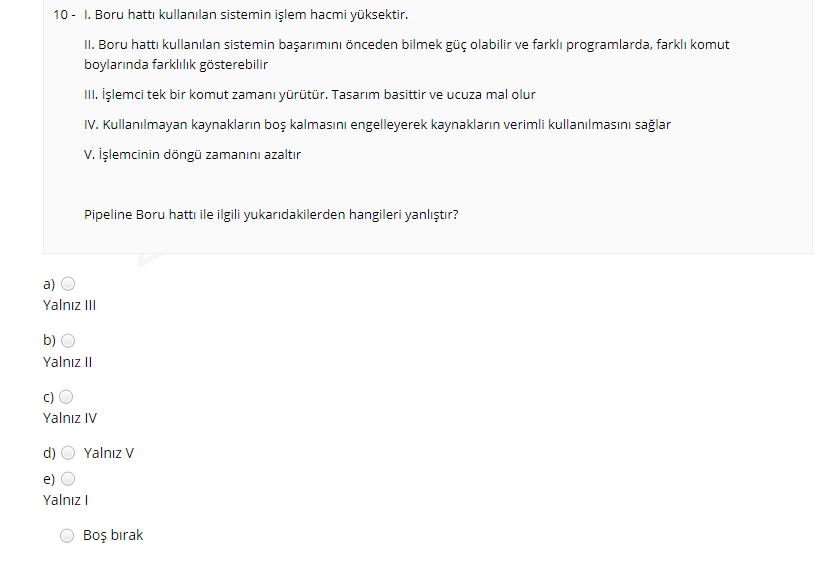 10 - I. Boru hattı kullanılan sistemin işlem hacmi yüksektir.
II. Boru hattı kullanılan sistemin başarımını önceden bilmek güç olabilir ve farklı programlarda, farklı komut
boylarında farklılık gösterebilir
III. İşlemci tek bir komut zamanı yürütür. Tasarım basittir ve ucuza mal olur
IV. Kullanılmayan kaynakların boş kalmasını engelleyerek kaynakların verimli kullanılmasını sağlar
V. İşlemcinin döngü zamanını azaltır
Pipeline Boru hattı ile ilgili yukarıdakilerden hangileri yanlıştır?
a)
Yalnız III
b)
Yalnız II
c)
Yalnız IV
d) Yalnız V
e)
Yalnız I
Boş bırak